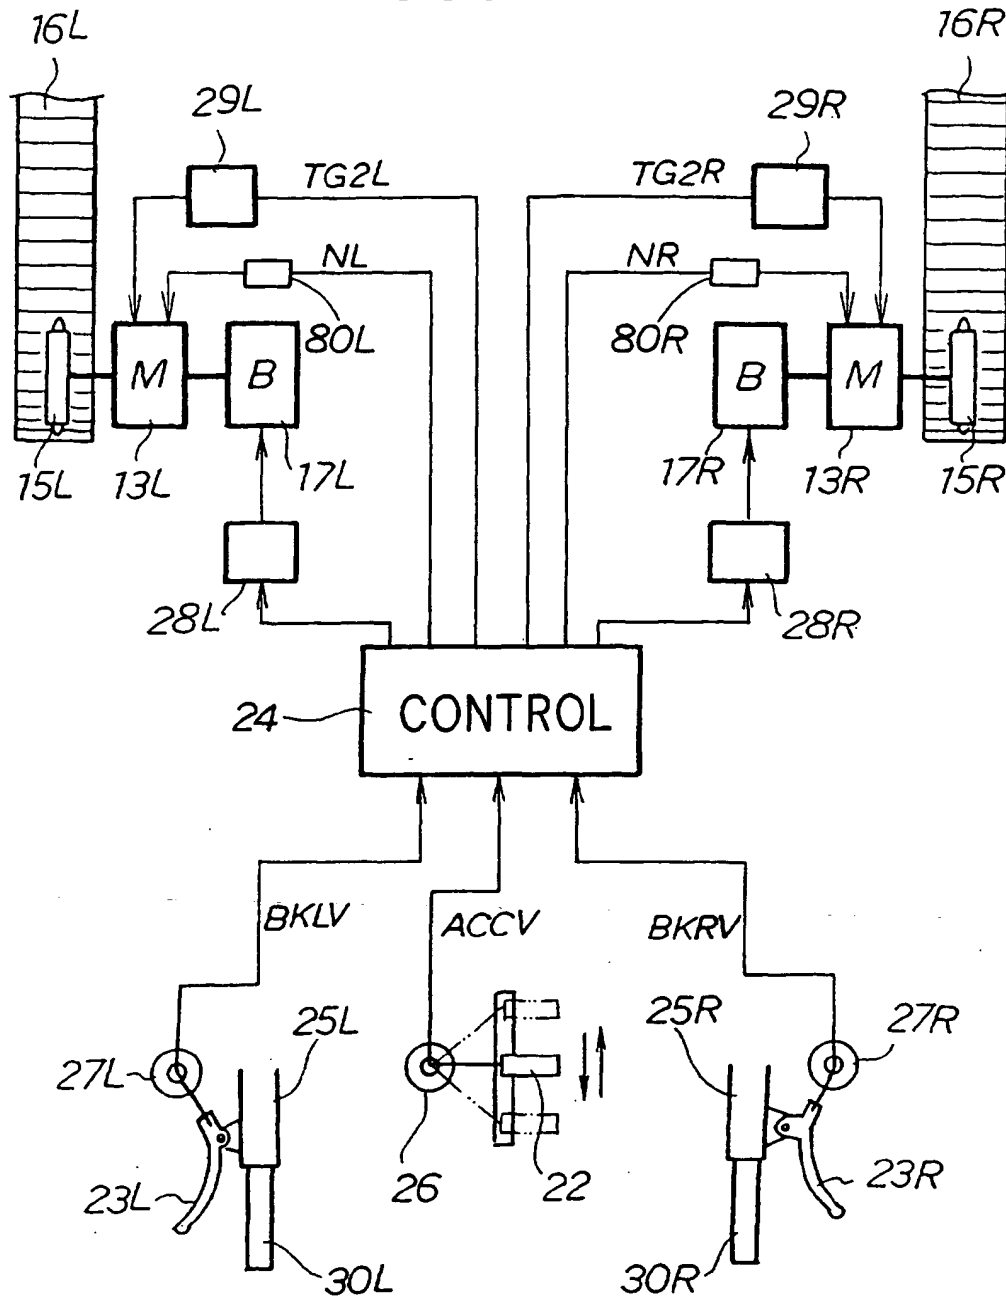 16L
16R
29L
29R
TG2L
TG2R
NL
NR
80L
80R
M
B
B
M
15L
13L
17L
17R
13R
15R
28L
28R
24
CONTROL
BKLV
ACCV
BKRV
25L
25R
27L
27R
23L
26
22
23R
30L
30R